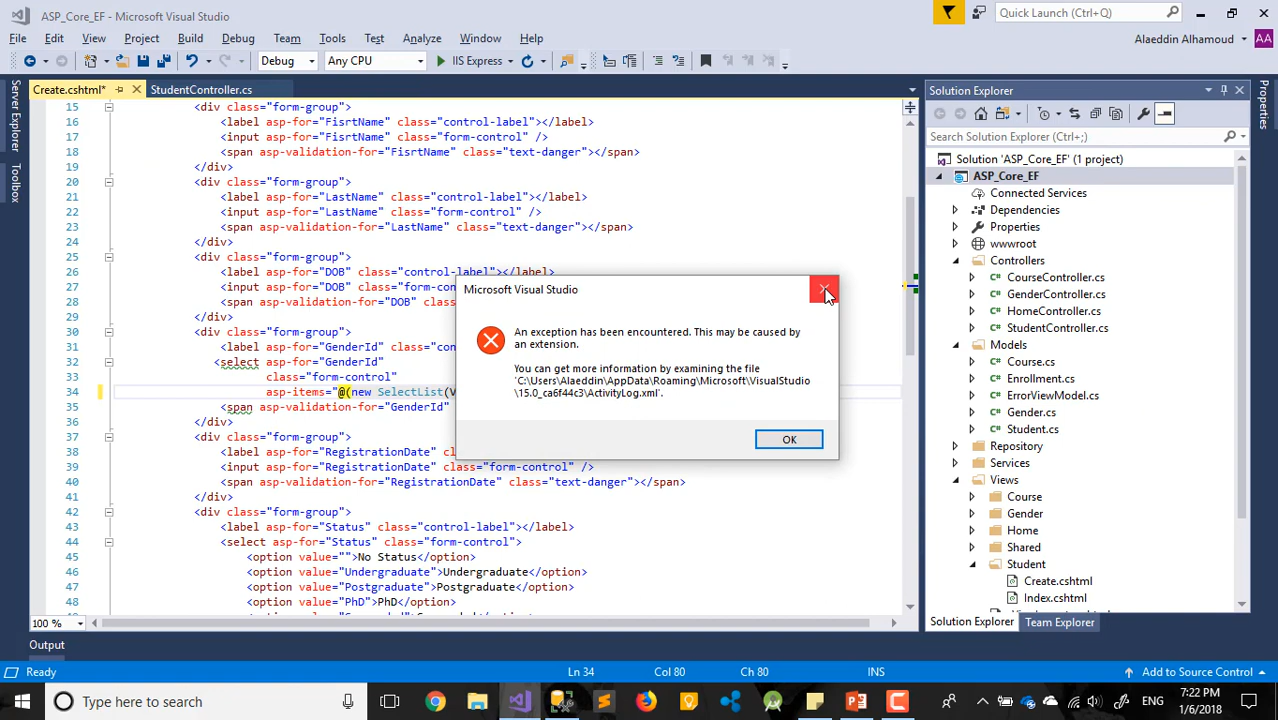 ASP_Core_EF - Microsoft Visual Studio
Quick Launch (Ctrl+Q)
File Edit View Project Build Debug Team Tools Test Analyze Window Help
Alaeddin Alhamoud AA
Debug Any CPU IIS Express
Server Explorer
Toolbox
Create.cshtml* StudentController.cs
15 <div class="form-group">
16 <label asp-for="FisrtName" class="control-label"></label>
17 <input asp-for="FisrtName" class="form-control" />
18 <span asp-validation-for="FisrtName" class="text-danger"></span>
19 </div>
20 <div class="form-group">
21 <label asp-for="LastName" class="control-label"></label>
22 <input asp-for="LastName" class="form-control" />
23 <span asp-validation-for="LastName" class="text-danger"></span>
24 </div>
25 <div class="form-group">
26 <label asp-for="DOB" class="control-label"></label>
27 <input asp-for="DOB" class="form-
28 <span asp-validation-for="DOB" clas
29 </div>
30 <div class="form-group">
31 <label asp-for="GenderId" class="con
32 <select asp-for="GenderId"
33 class="form-control"
34 asp-items="@(new SelectList(V
35 <span asp-validation-for="GenderId"
36 </div>
37 <div class="form-group">
38 <label asp-for="RegistrationDate"
39 <input asp-for="RegistrationDate" class="form-control" />
40 <span asp-validation-for="RegistrationDate" class="text-danger"></span>
41 </div>
42 <div class="form-group">
43 <label asp-for="Status" class="control-label"></label>
44 <select asp-for="Status" class="form-control">
45 <option value="">No Status</option>
46 <option value="Undergraduate">Undergraduate</option>
47 <option value="Postgraduate">Postgraduate</option>
48 <option value="PhD">PhD</option>
100 %
Microsoft Visual Studio
An exception has been encountered. This may be caused by
an extension.
You can get more information by examining the file
'C:\Users\Alaeddin\AppData\Roaming\Microsoft\VisualStudio
\15.0_ca6f44c3\ActivityLog.xml'.
OK
Solution Explorer
Search Solution Explorer (Ctrl+;)
Solution 'ASP_Core_EF' (1 project)
ASP_Core_EF
Connected Services
Dependencies
Properties
wwwroot
Controllers
C# CourseController.cs
C# GenderController.cs
C# HomeController.cs
C# StudentController.cs
Models
C# Course.cs
C# Enrollment.cs
C# ErrorViewModel.cs
C# Gender.cs
C# Student.cs
Repository
Services
Views
Course
Gender
Home
Shared
Student
Create.cshtml
Index.cshtml
Solution Explorer Team Explorer
Properties
Output
Ready Ln 34 Col 80 Ch 80 INS Add to Source Control
Type here to search
ENG
7:22 PM
1/6/2018